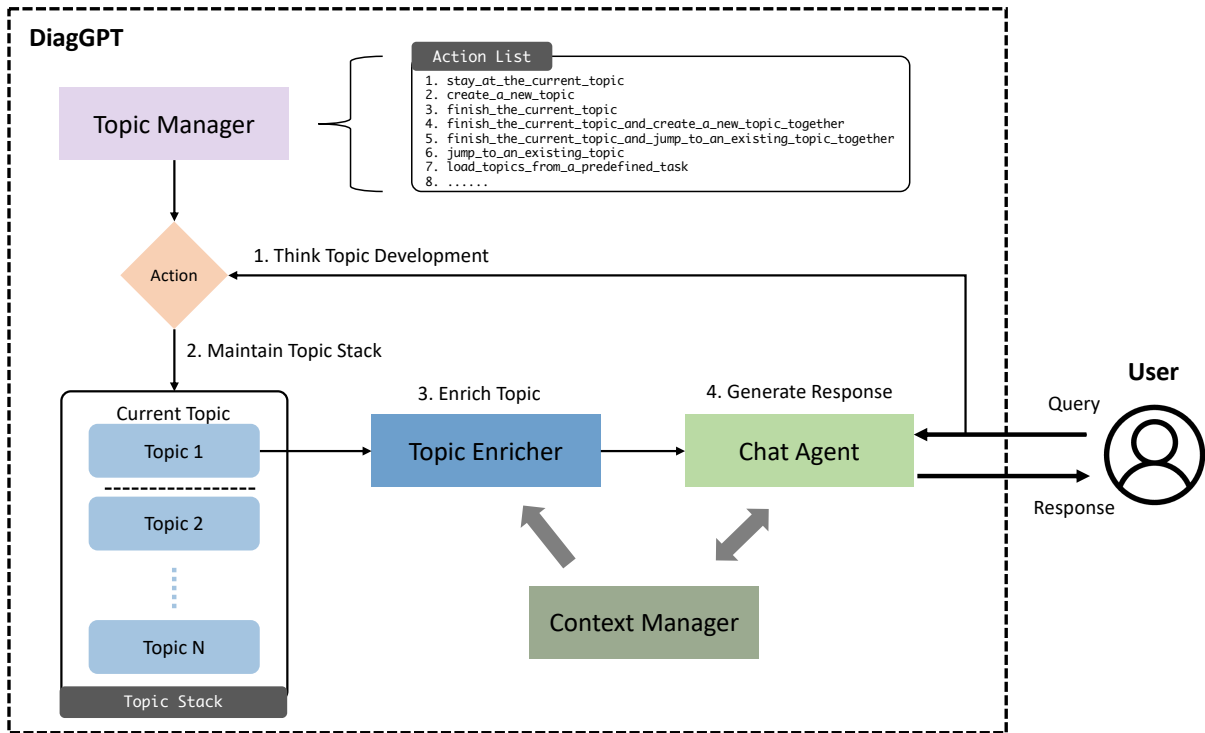 DiagGPT
Action List
Topic Manager
1. stay_at_the_current_topic
2. create_a_new_topic
3. finish_the_current_topic
4. finish_the_current_topic_and_create_a_new_topic_together
5. finish_the_current_topic_and_jump_to_an_existing_topic_together
6. jump_to_an_existing_topic
7. load_topics_from_a_predefined_task
8. ......
1. Think Topic Development
Action
2. Maintain Topic Stack
User
3. Enrich Topic
4. Generate Response
Query
Current Topic
Topic 1
Topic Enricher
Chat Agent
Topic 2
Response
Context Manager
Topic N
Topic Stack